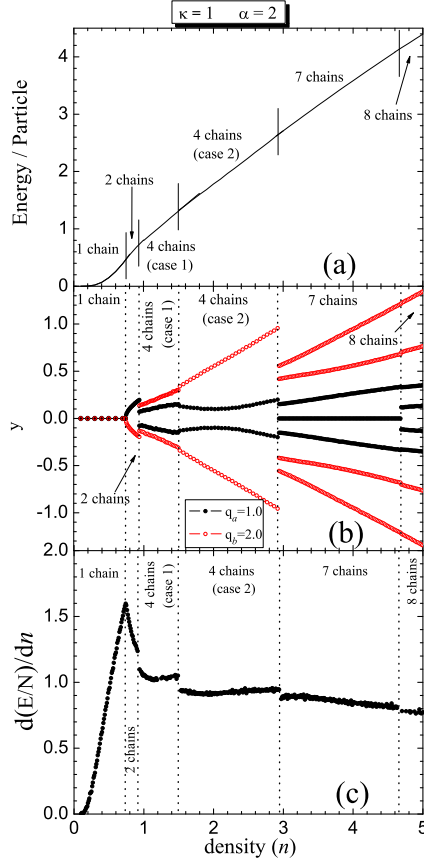 κ = 1 α = 2
4
3
2
1
0
Energy / Particle
1 chain
2 chains
4 chains
(case 1)
4 chains
(case 2)
7 chains
8 chains
(a)
1.0
0.5
0.0
-0.5
-1.0
y
1 chain
2 chains
4 chains
(case 1)
4 chains
(case 2)
7 chains
8 chains
qa=1.0
qb=2.0
(b)
2.0
1.5
1.0
0.5
0.0
d(E/N)/dn
1 chain
2 chains
4 chains
(case 1)
4 chains
(case 2)
7 chains
8 chains
(c)
0 1 2 3 4 5
density (n)